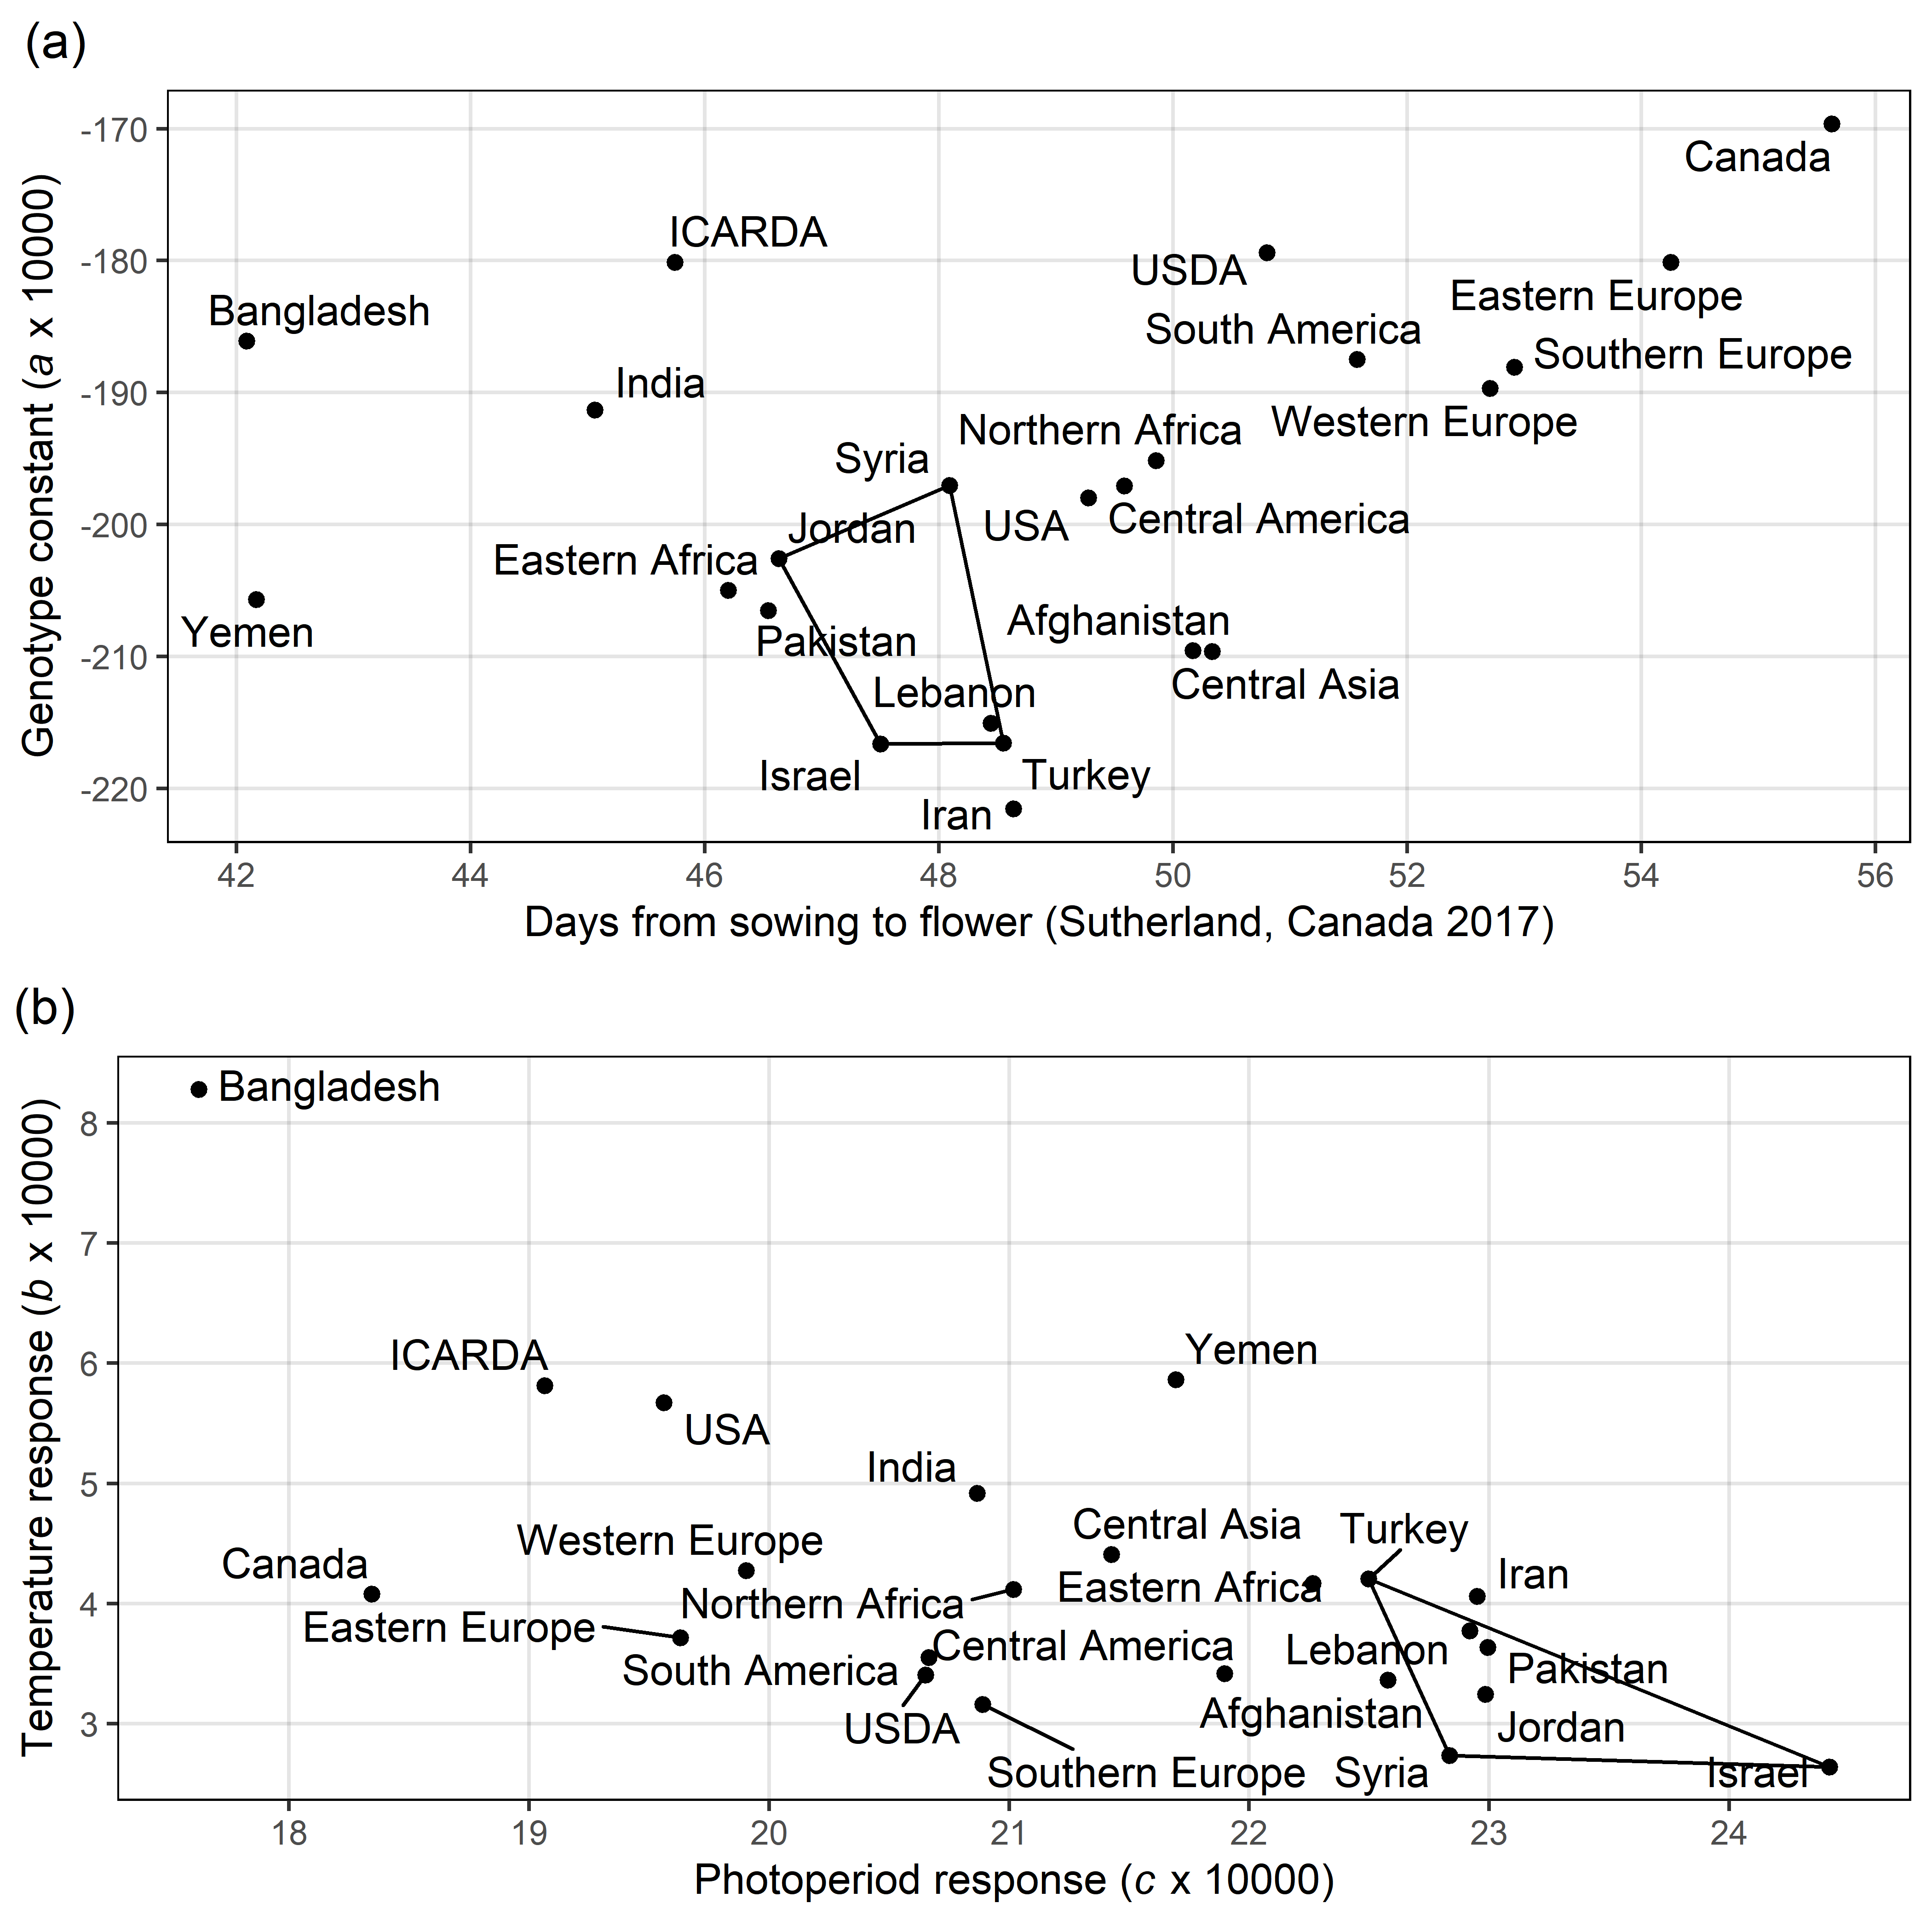 (a)
Genotype constant (a x 10000)
-170
-180
-190
-200
-210
-220
Canada
ICARDA
USDA
Eastern Europe
Bangladesh
South America
Southern Europe
India
Western Europe
Northern Africa
Syria
Central America
USA
Jordan
Eastern Africa
Afghanistan
Yemen
Pakistan
Central Asia
Lebanon
Israel
Turkey
Iran
42 44 46 48 50 52 54 56
Days from sowing to flower (Sutherland, Canada 2017)
(b)
Temperature response (b x 10000)
8
7
6
5
4
3
Bangladesh
Yemen
ICARDA
USA
India
Central Asia
Turkey
Western Europe
Canada
Iran
Eastern Africa
Northern Africa
Eastern Europe
Central America
Lebanon
South America
Pakistan
Afghanistan
USDA
Jordan
Southern Europe
Syria
Israel
18 19 20 21 22 23 24
Photoperiod response (c x 10000)